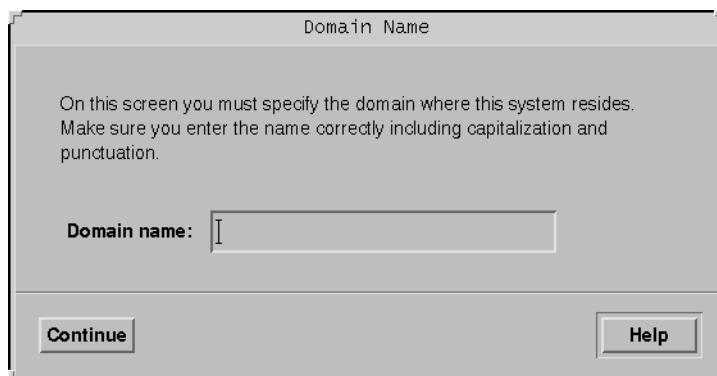 Domain Name
On this screen you must specify the domain where this system resides.
Make sure you enter the name correctly including capitalization and
punctuation.
Domain name:
Continue
Help